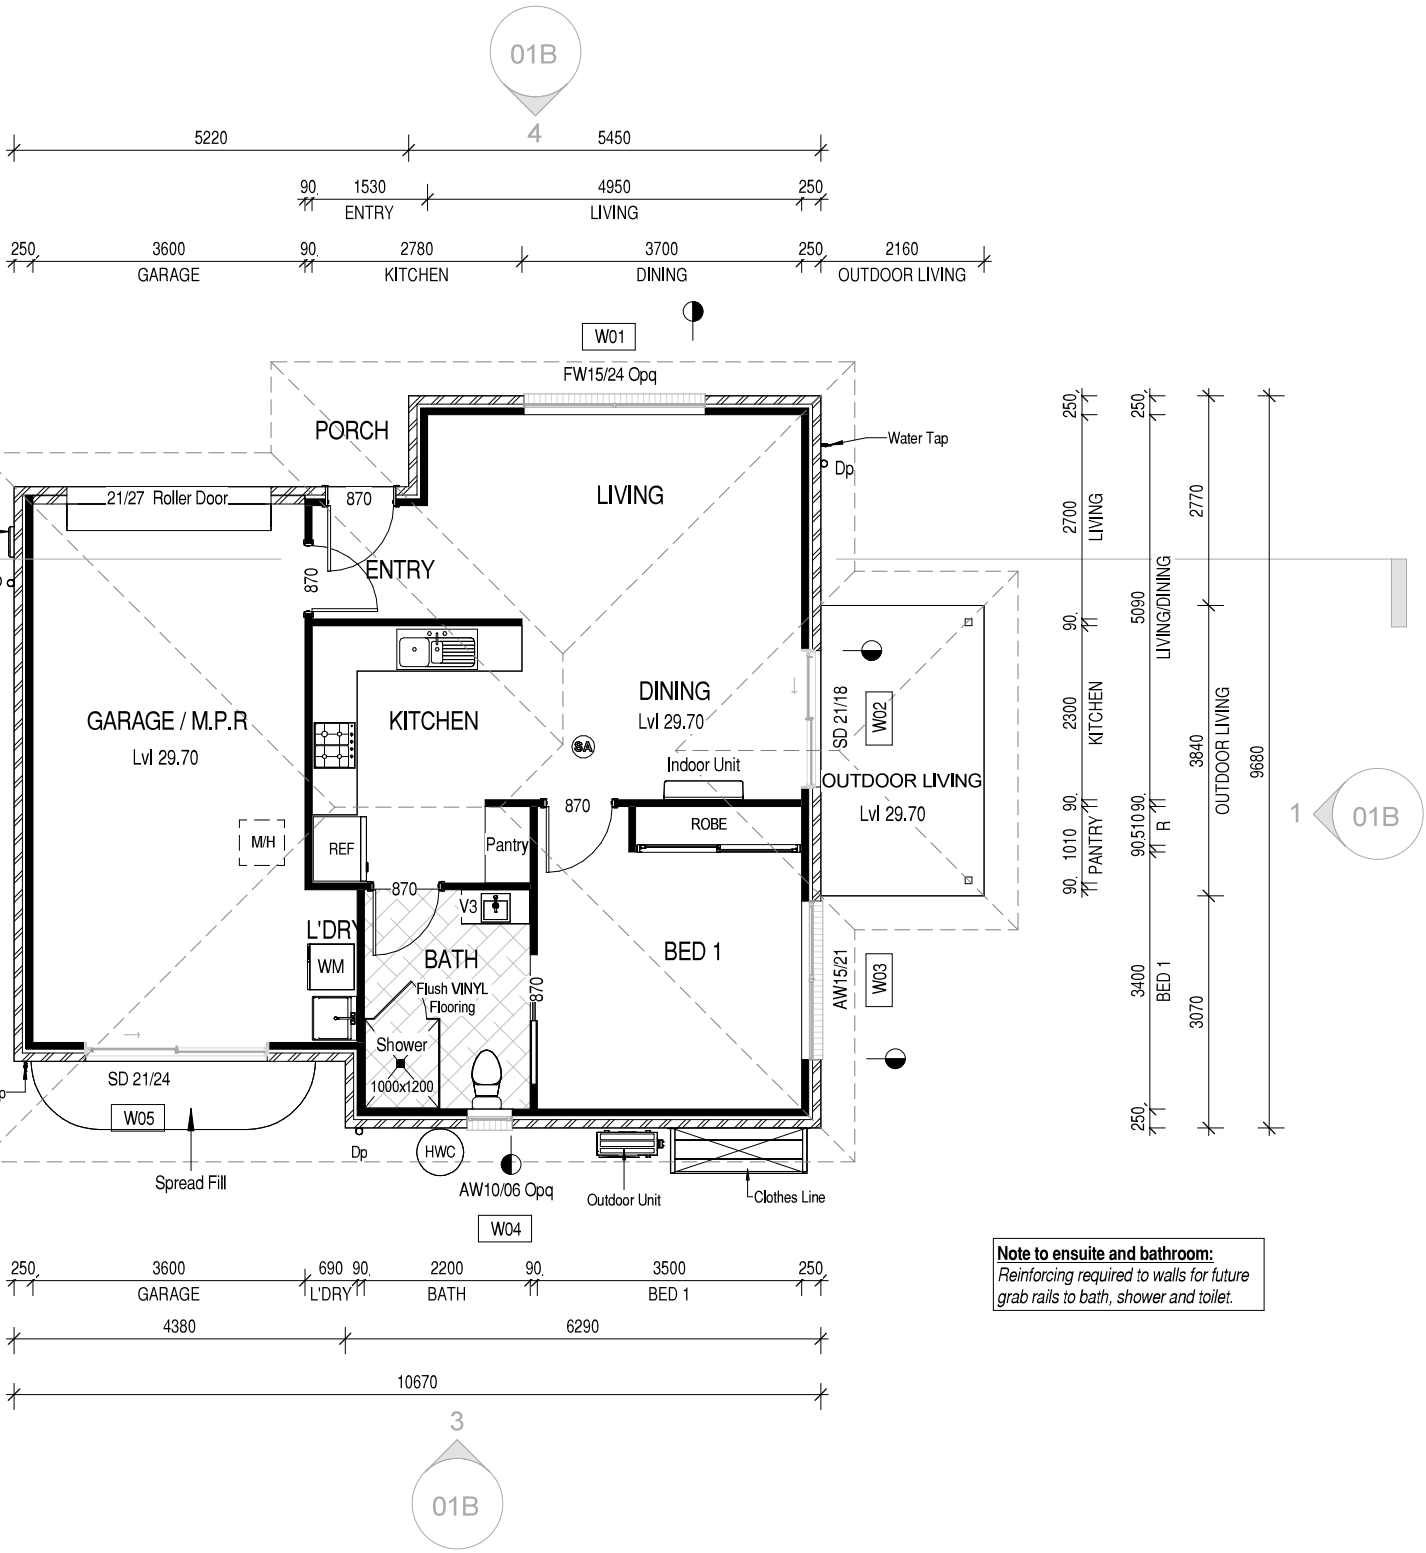 01B
4
5220 5450
90 1530 4950 250
ENTRY LIVING
250 3600 90 2780 3700 250 2160
GARAGE KITCHEN DINING OUTDOOR LIVING
W01
FW15/24 Opq
PORCH
Water Tap
Dp
21/27 Roller Door
870
LIVING
ENTRY
870
GARAGE / M.P.R
Lvl 29.70
KITCHEN
DINING
Lvl 29.70
SA
Indoor Unit
SD 21/18
W02
OUTDOOR LIVING
Lvl 29.70
870
ROBE
M/H
REF
Pantry
870
V3
L'DRY
WM
BATH
Flush VINYL
Flooring
870
BED 1
AW15/21
W03
Shower
1000x1200
SD 21/24
W05
Spread Fill
Dp
HWC
AW10/06 Opq
W04
Outdoor Unit
Clothes Line
250 2700 90 2300 90 1010 90
LIVING KITCHEN PANTRY
250 5090 90 510 90 3400 250
LIVING/DINING R BED 1
2770 3840 3070
OUTDOOR LIVING
9680
1
01B
Note to ensuite and bathroom:
Reinforcing required to walls for future
grab rails to bath, shower and toilet.
250 3600 690 90 2200 90 3500 250
GARAGE L'DRY BATH BED 1
4380 6290
10670
3
01B